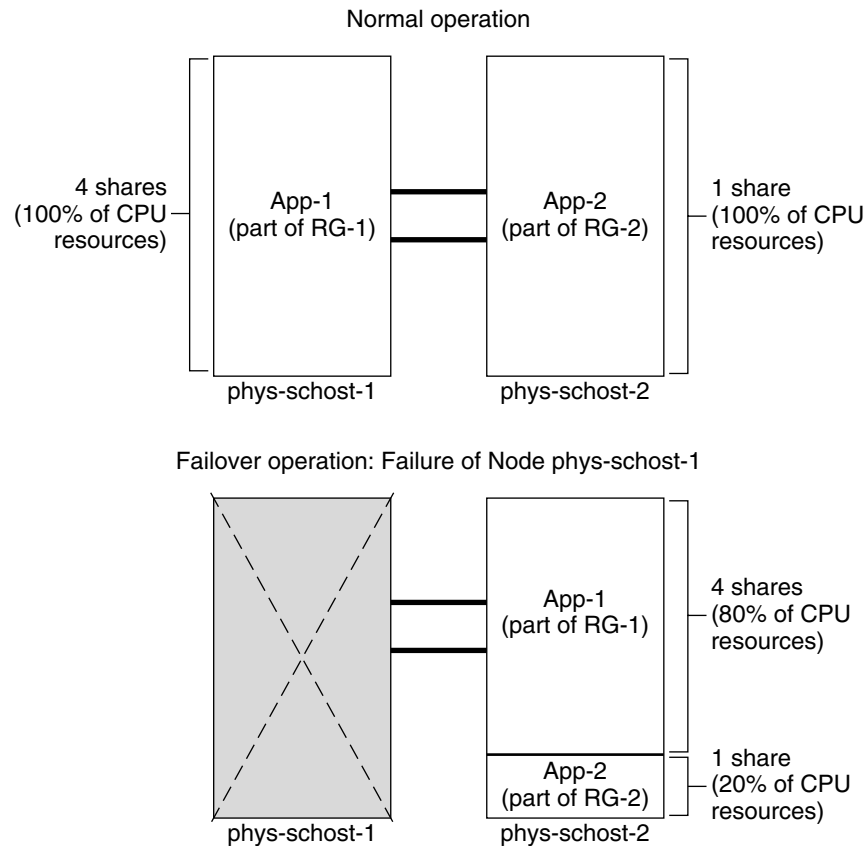 Normal operation
4 shares
(100% of CPU
resources)
App-1
(part of RG-1)
App-2
(part of RG-2)
1 share
(100% of CPU
resources)
phys-schost-1
phys-schost-2
Failover operation: Failure of Node phys-schost-1
App-1
(part of RG-1)
4 shares
(80% of CPU
resources)
App-2
(part of RG-2)
1 share
(20% of CPU
resources)
phys-schost-1
phys-schost-2